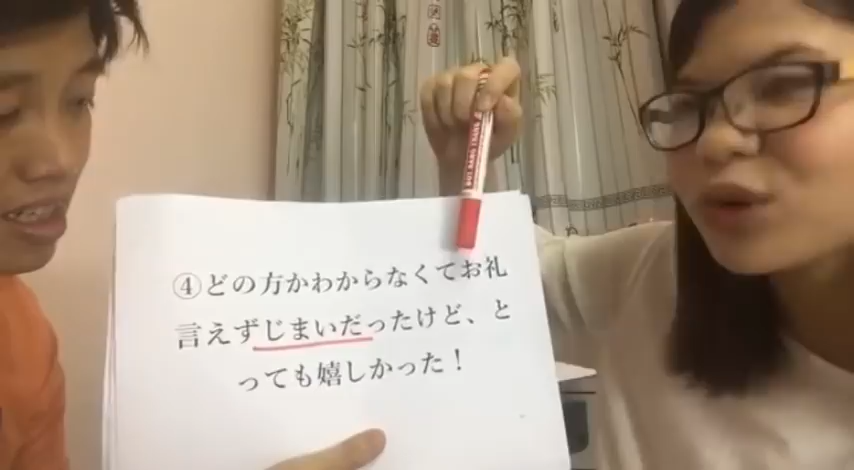 ④どの方かわからなくてお礼
言えずじまいだったけど、と
っても嬉しかった！